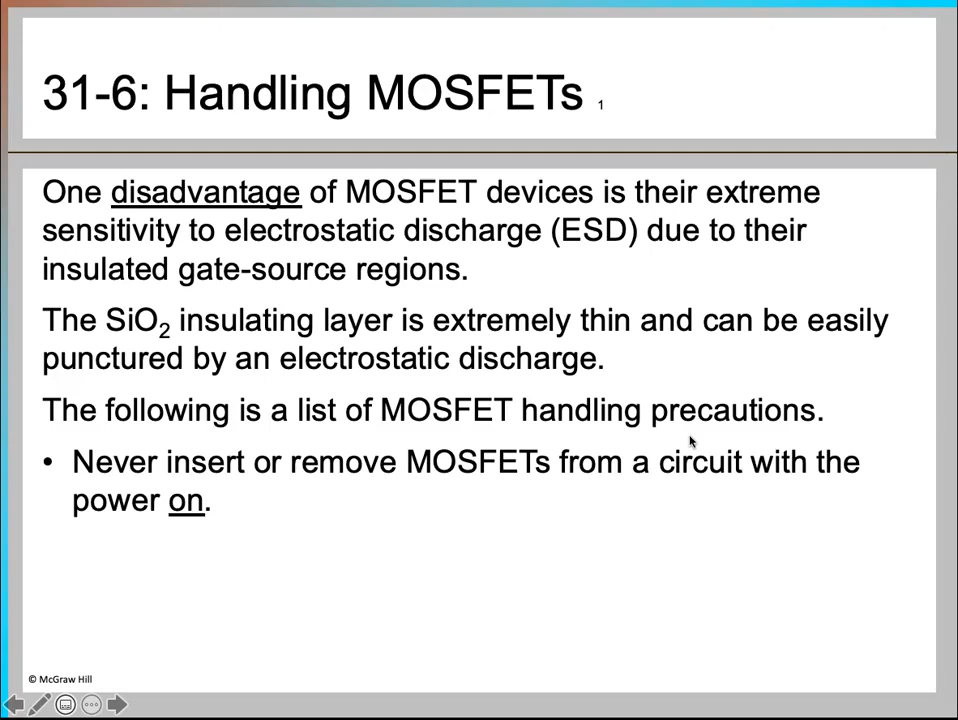 31-6: Handling MOSFETs 1
One disadvantage of MOSFET devices is their extreme
sensitivity to electrostatic discharge (ESD) due to their
insulated gate-source regions.
The SiO₂ insulating layer is extremely thin and can be easily
punctured by an electrostatic discharge.
The following is a list of MOSFET handling precautions.
• Never insert or remove MOSFETs from a circuit with the
power on.
© McGraw Hill